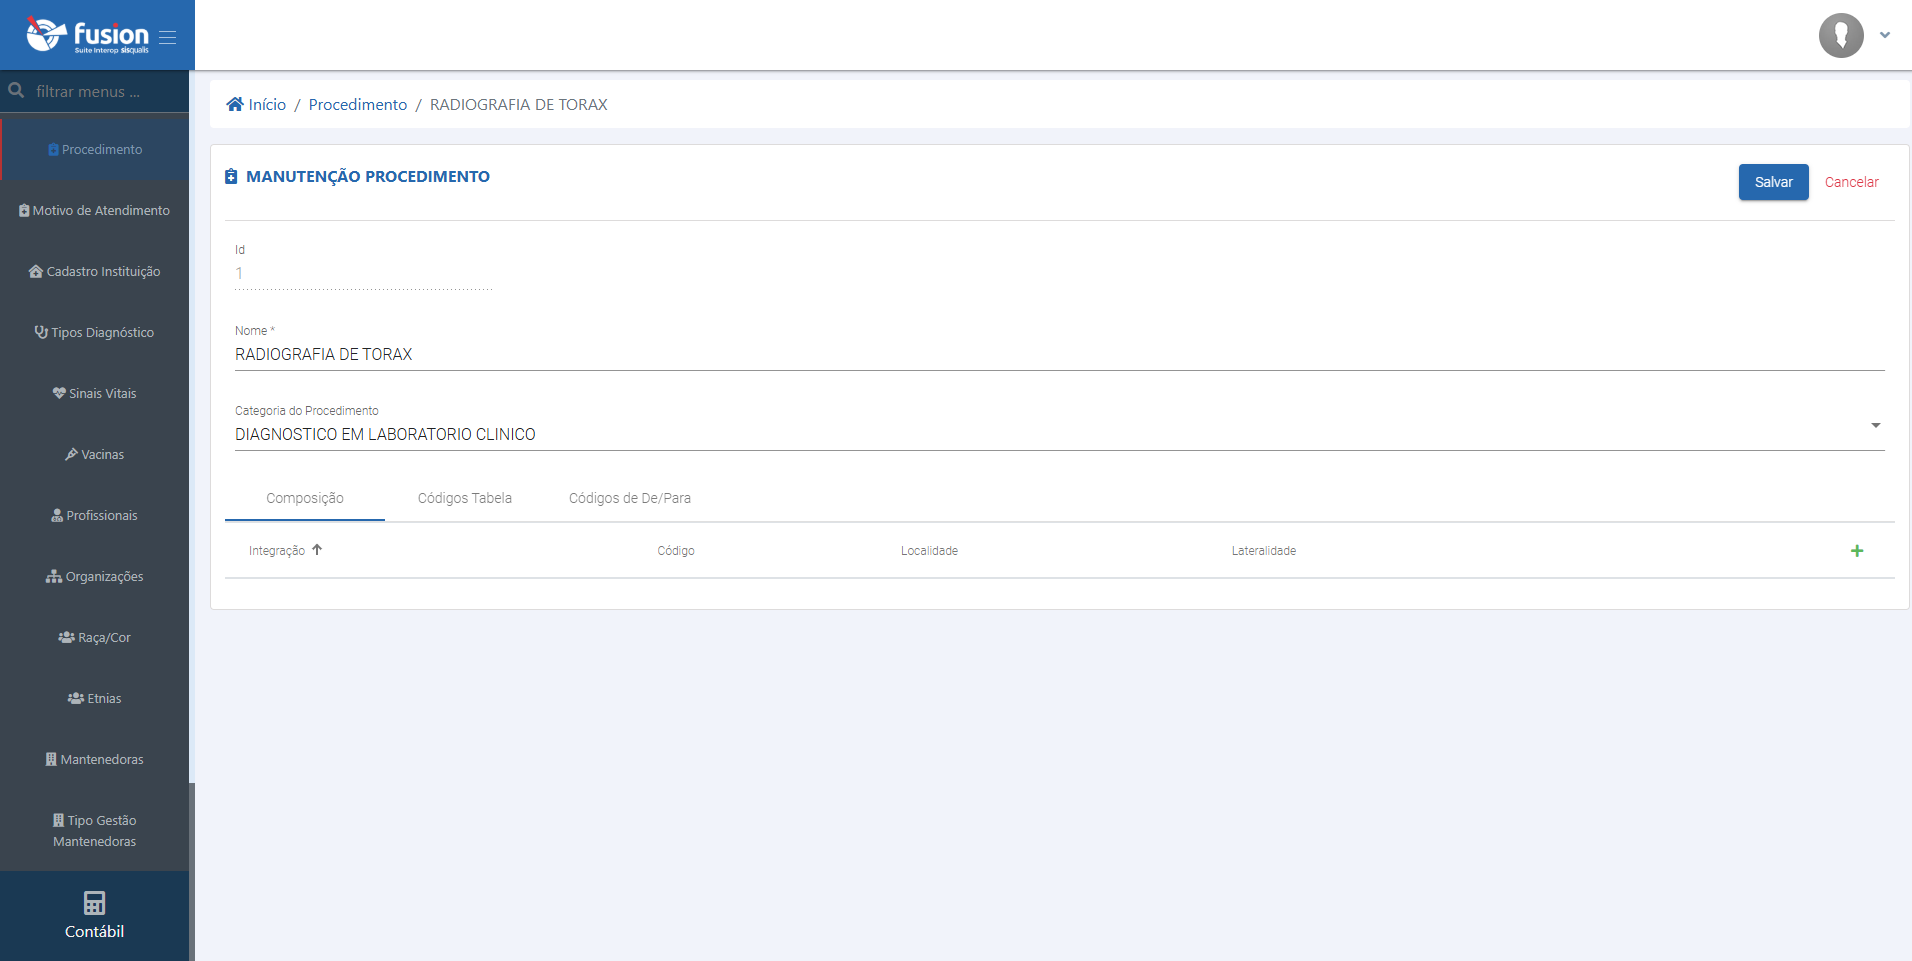 fusion
Suite Interop sisqualis
filtrar menus ...
Procedimento
Motivo de Atendimento
Cadastro Instituição
Tipos Diagnóstico
Sinais Vitais
Vacinas
Profissionais
Organizações
Raça/Cor
Etnias
Mantenedoras
Tipo Gestão
Mantenedoras
Contábil
Início / Procedimento / RADIOGRAFIA DE TORAX
MANUTENÇÃO PROCEDIMENTO
Salvar Cancelar
Id
1
Nome *
RADIOGRAFIA DE TORAX
Categoria do Procedimento
DIAGNOSTICO EM LABORATORIO CLINICO
Composição Códigos Tabela Códigos de De/Para
Integração Código Localidade Lateralidade